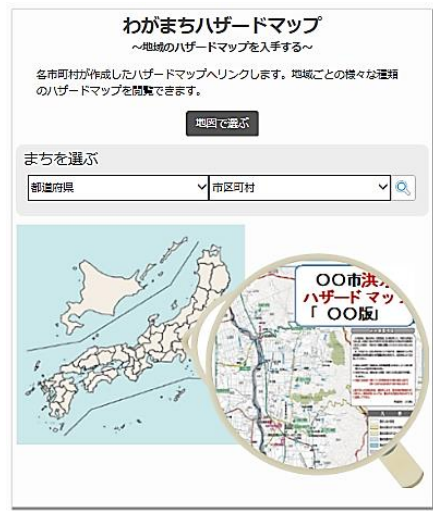 わがまちハザードマップ
～地域のハザードマップを入手する～
各市町村が作成したハザードマップへリンクします。地域ごとの様々な種類
のハザードマップを閲覧できます。
地図で選ぶ
まちを選ぶ
都道府県
市区町村
〇〇市洪水
ハザードマップ
「 〇〇版」